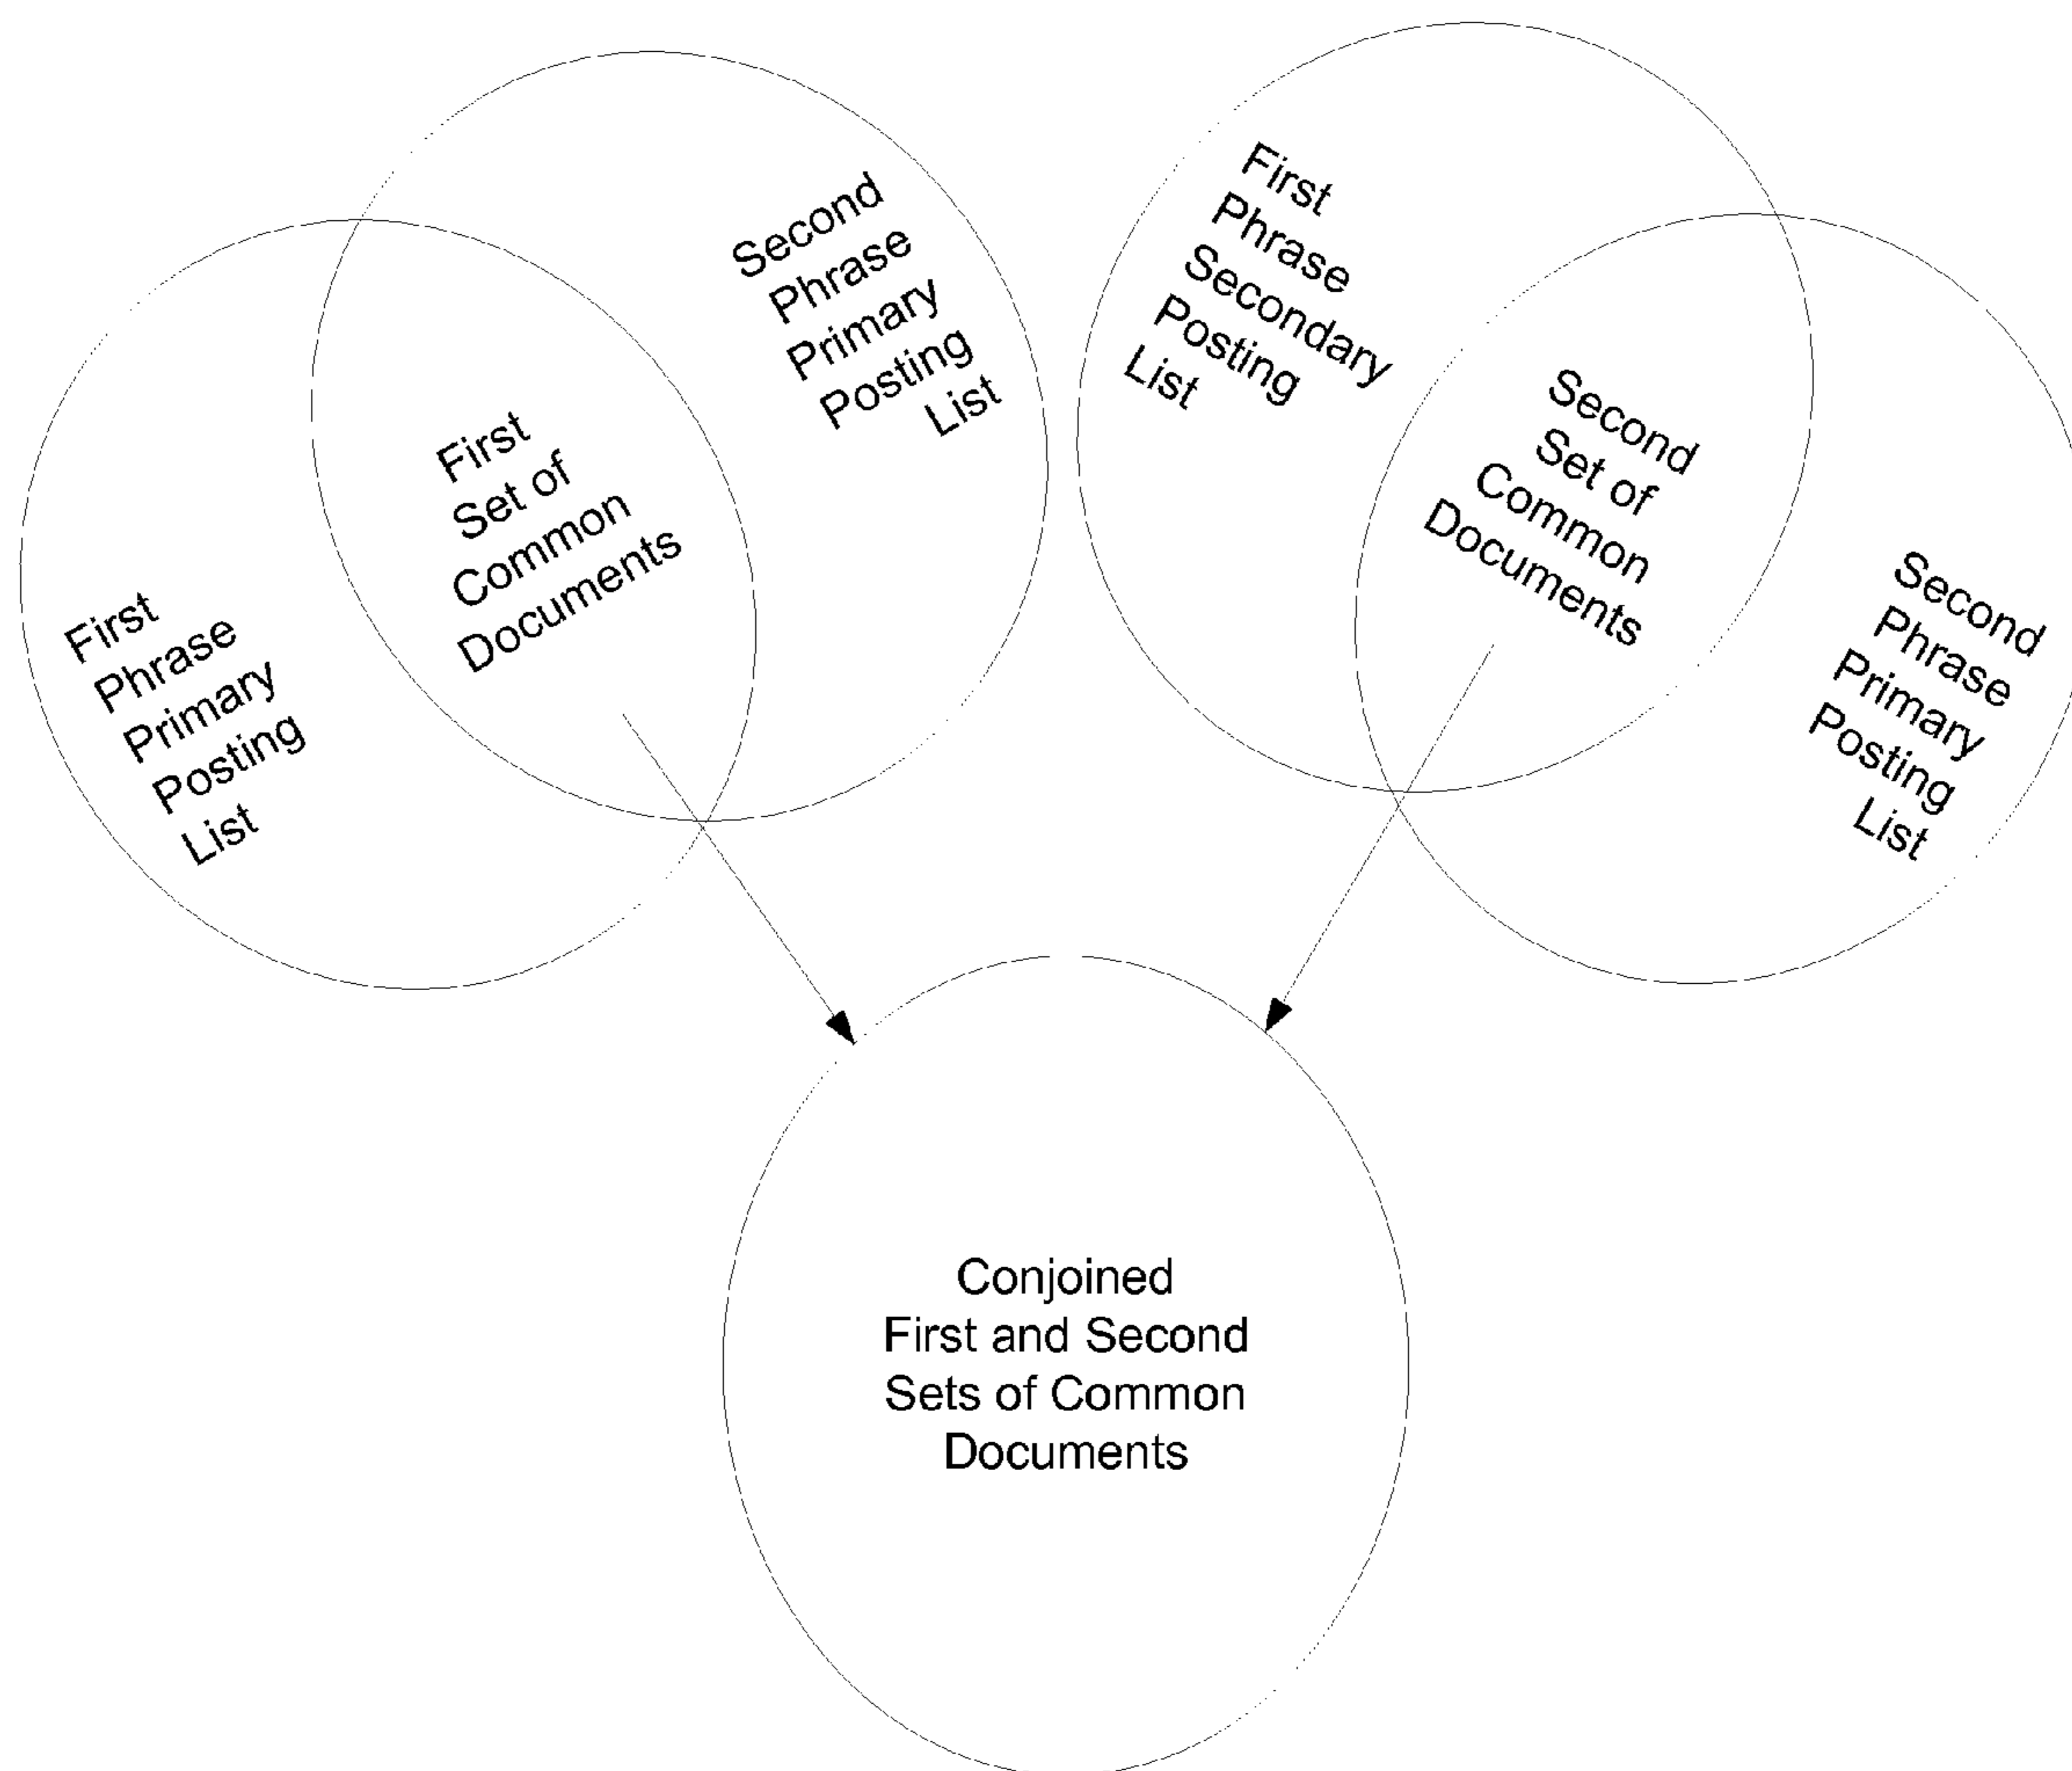 First
Phrase
Primary
Posting
List
First
Set of
Common
Documents
Second
Phrase
Primary
Posting
List
First
Phrase
Secondary
Posting
List
Second
Set of
Common
Documents
Second
Phrase
Primary
Posting
List
Conjoined
First and Second
Sets of Common
Documents